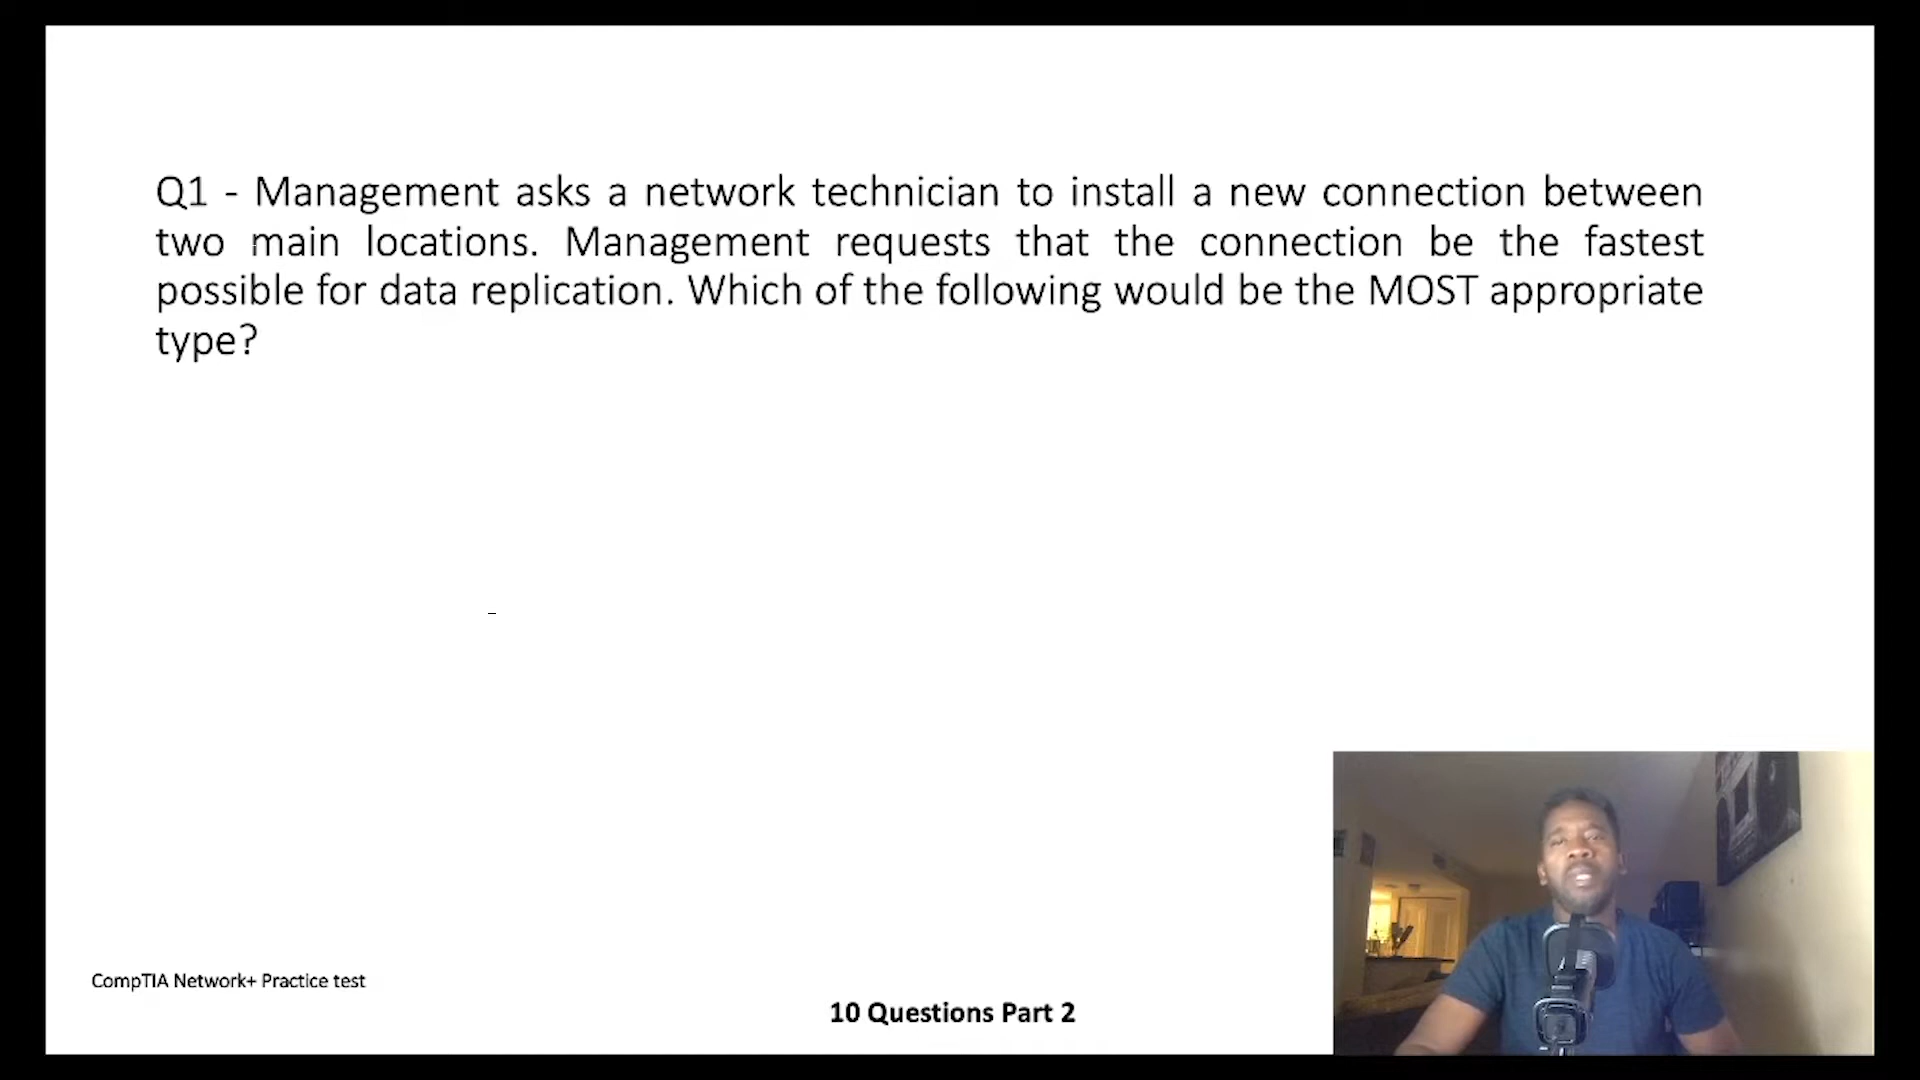 Q1 - Management asks a network technician to install a new connection between
two main locations. Management requests that the connection be the fastest
possible for data replication. Which of the following would be the MOST appropriate
type?
CompTIA Network+ Practice test
10 Questions Part 2